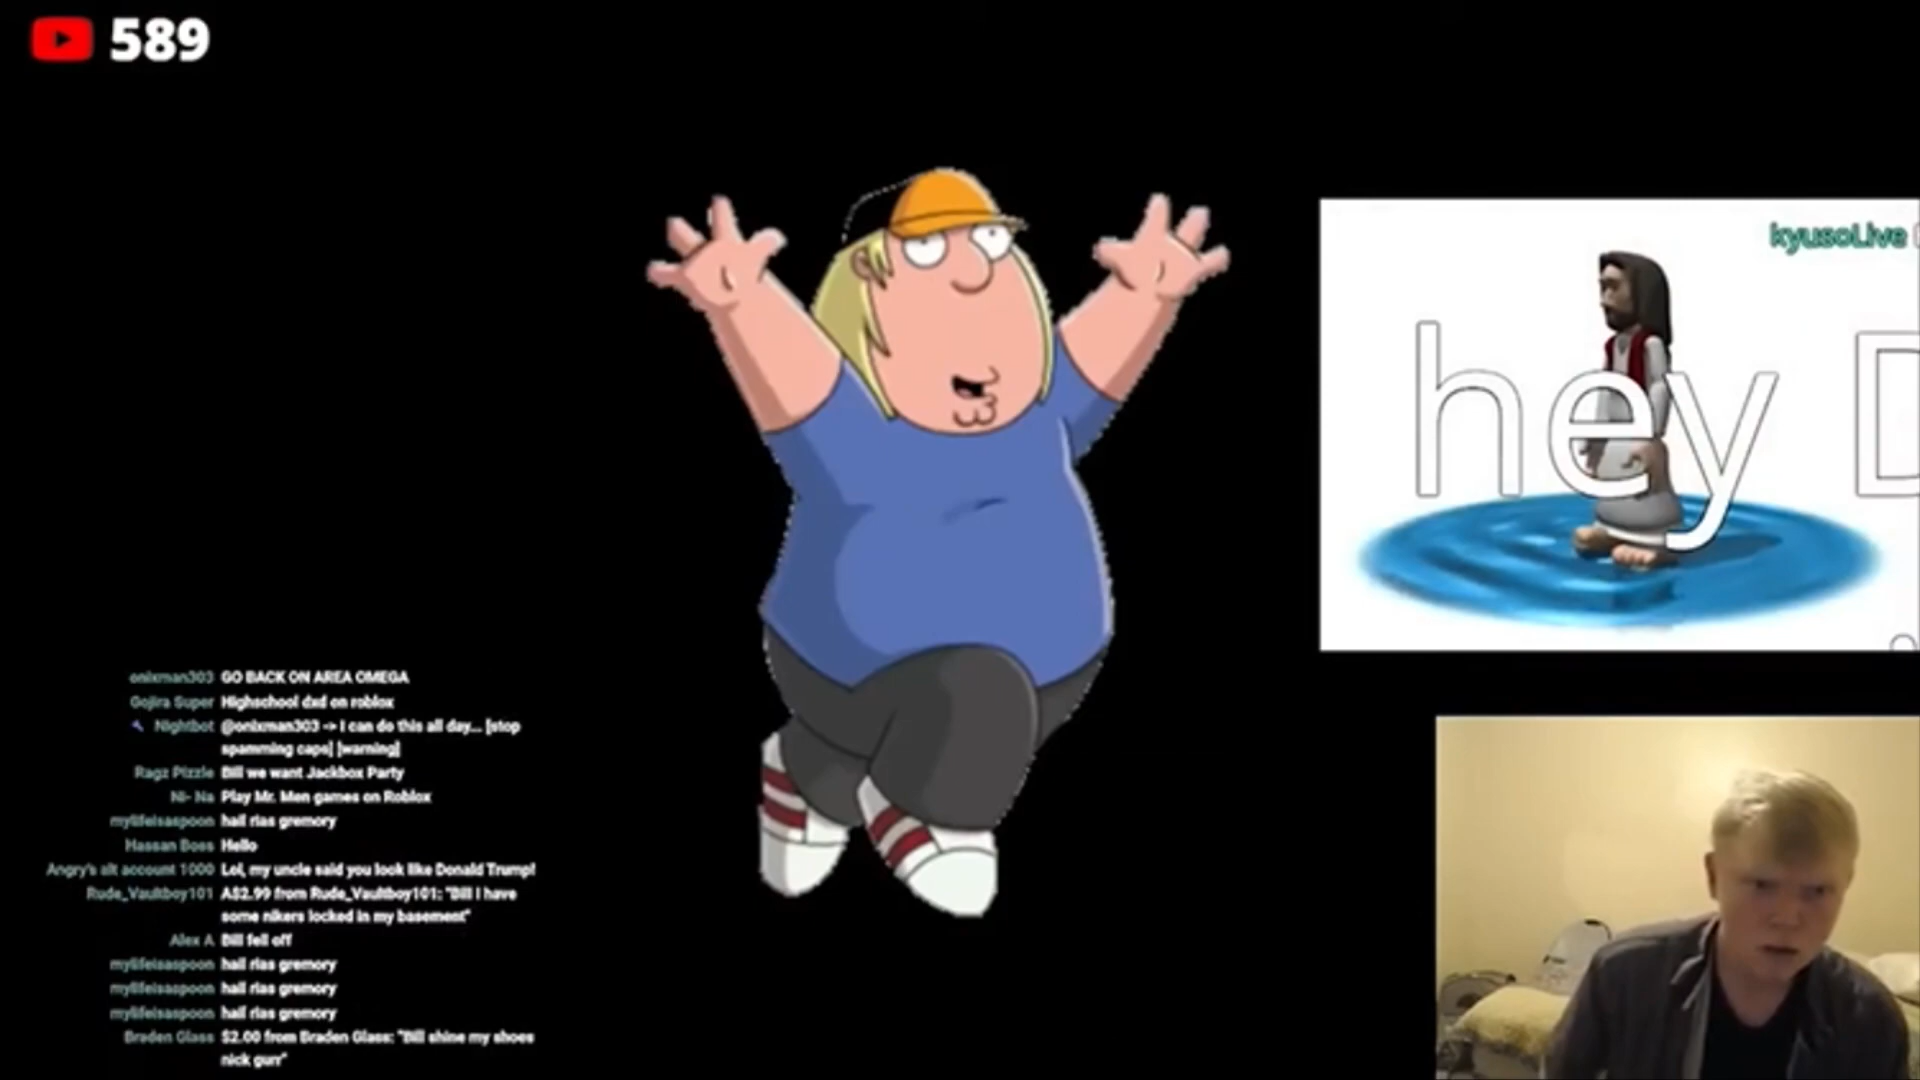 589
kyusoLive
hey D
onixman303 GO BACK ON AREA OMEGA
Gojira Super Highschool dxd on roblox
Nightbot @onixman303 -> I can do this all day... [stop
spamming caps] [warning]
Ragz Pizzle Bill we want Jackbox Party
Ni- Na Play Mr. Men games on Roblox
mylifeisaspoon hail rias gremory
Hassan Boss Hello
Angry's alt account 1000 Lol, my uncle said you look like Donald Trump!
Rude_Vaultboy101 A$2.99 from Rude_Vaultboy101: "Bill I have
some nikers locked in my basement"
Alex A Bill fell off
mylifeisaspoon hail rias gremory
mylifeisaspoon hail rias gremory
mylifeisaspoon hail rias gremory
Braden Glass $2.00 from Braden Glass: "Bill shine my shoes
nick gurr"